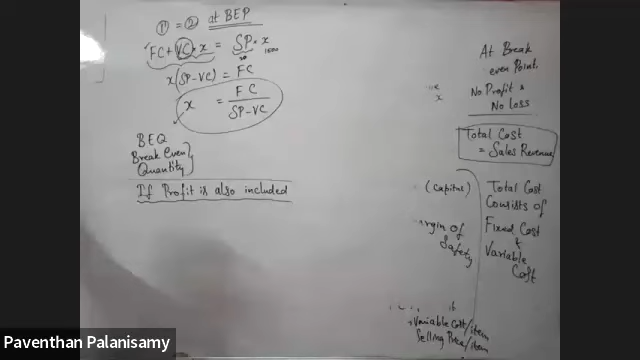 ① = ② at BEP
FC + VC * x = SP * x
x (SP - VC) = FC
x = FC / SP - VC
BEQ
Break Even
Quantity
If Profit is also included
At Break
even Point.
No Profit &
No Loss
Total Cost
= Sales Revenue
(Capital)
Margin of
Safety
Total Cost
Consists of
Fixed Cost
&
Variable
Cost
Variable Cost/item
Selling Price/item
Paventhan Palanisamy